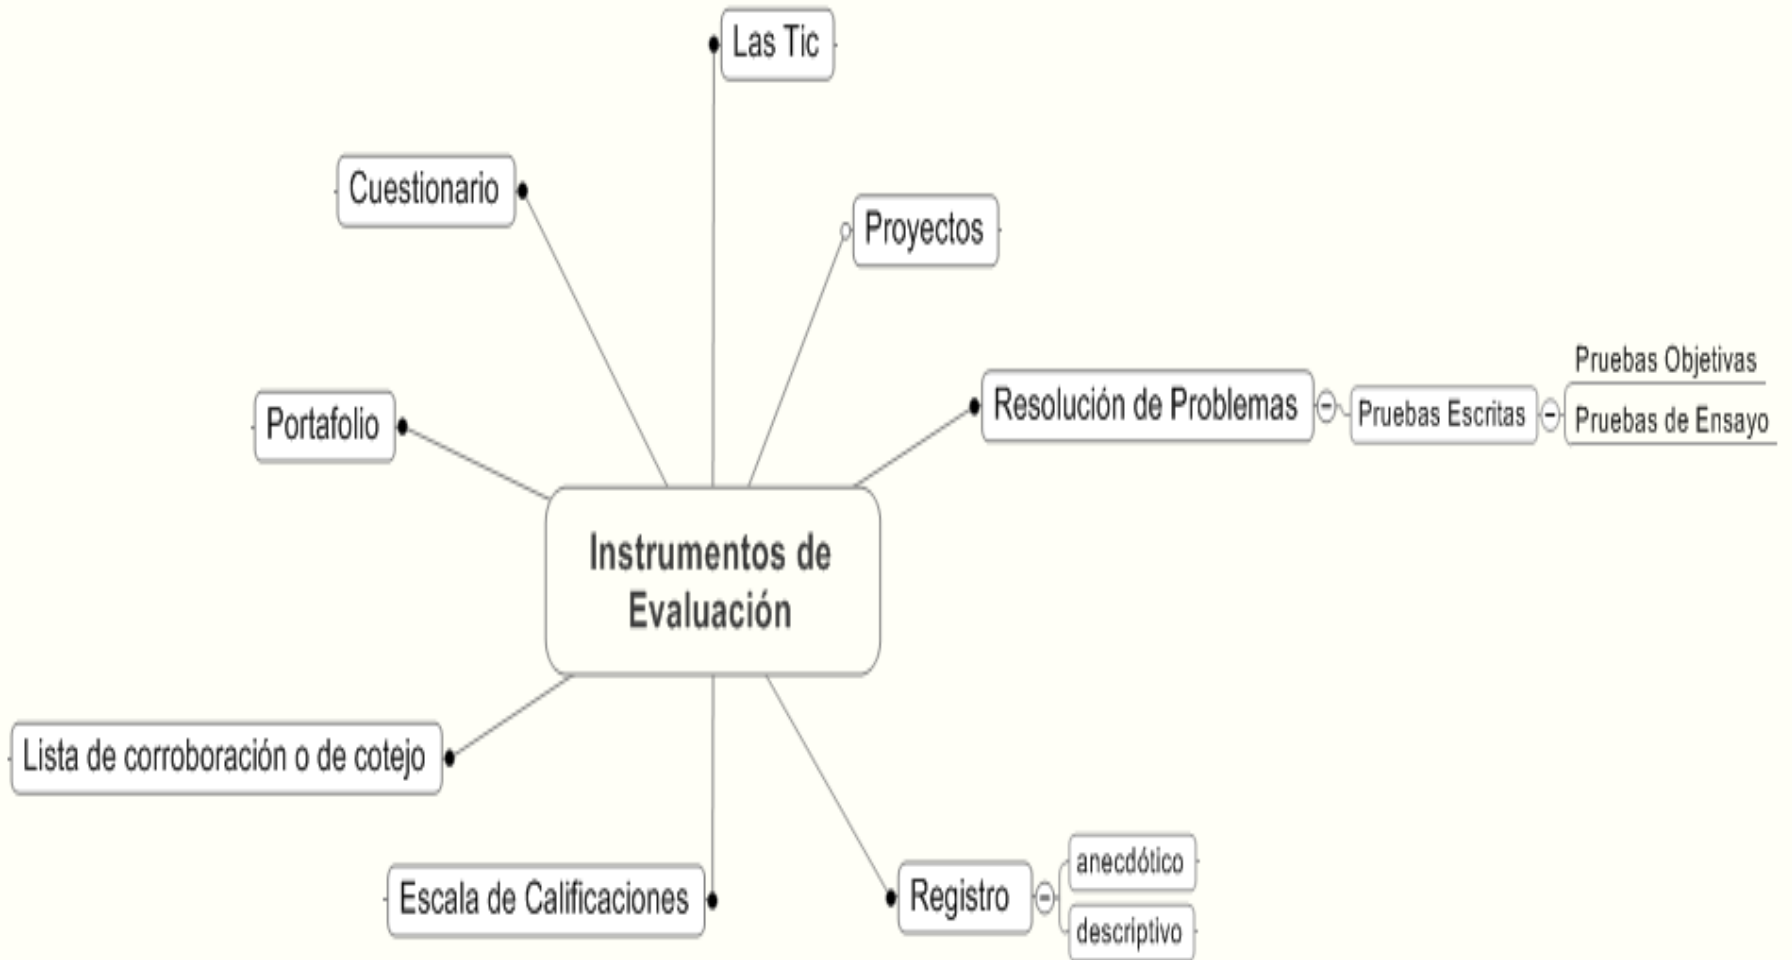 Las Tic
Cuestionario
Proyectos
Pruebas Objetivas
Resolución de Problemas
Pruebas Escritas
Pruebas de Ensayo
Portafolio
Instrumentos de
Evaluación
Lista de corroboración o de cotejo
Escala de Calificaciones
Registro
anecdótico
descriptivo